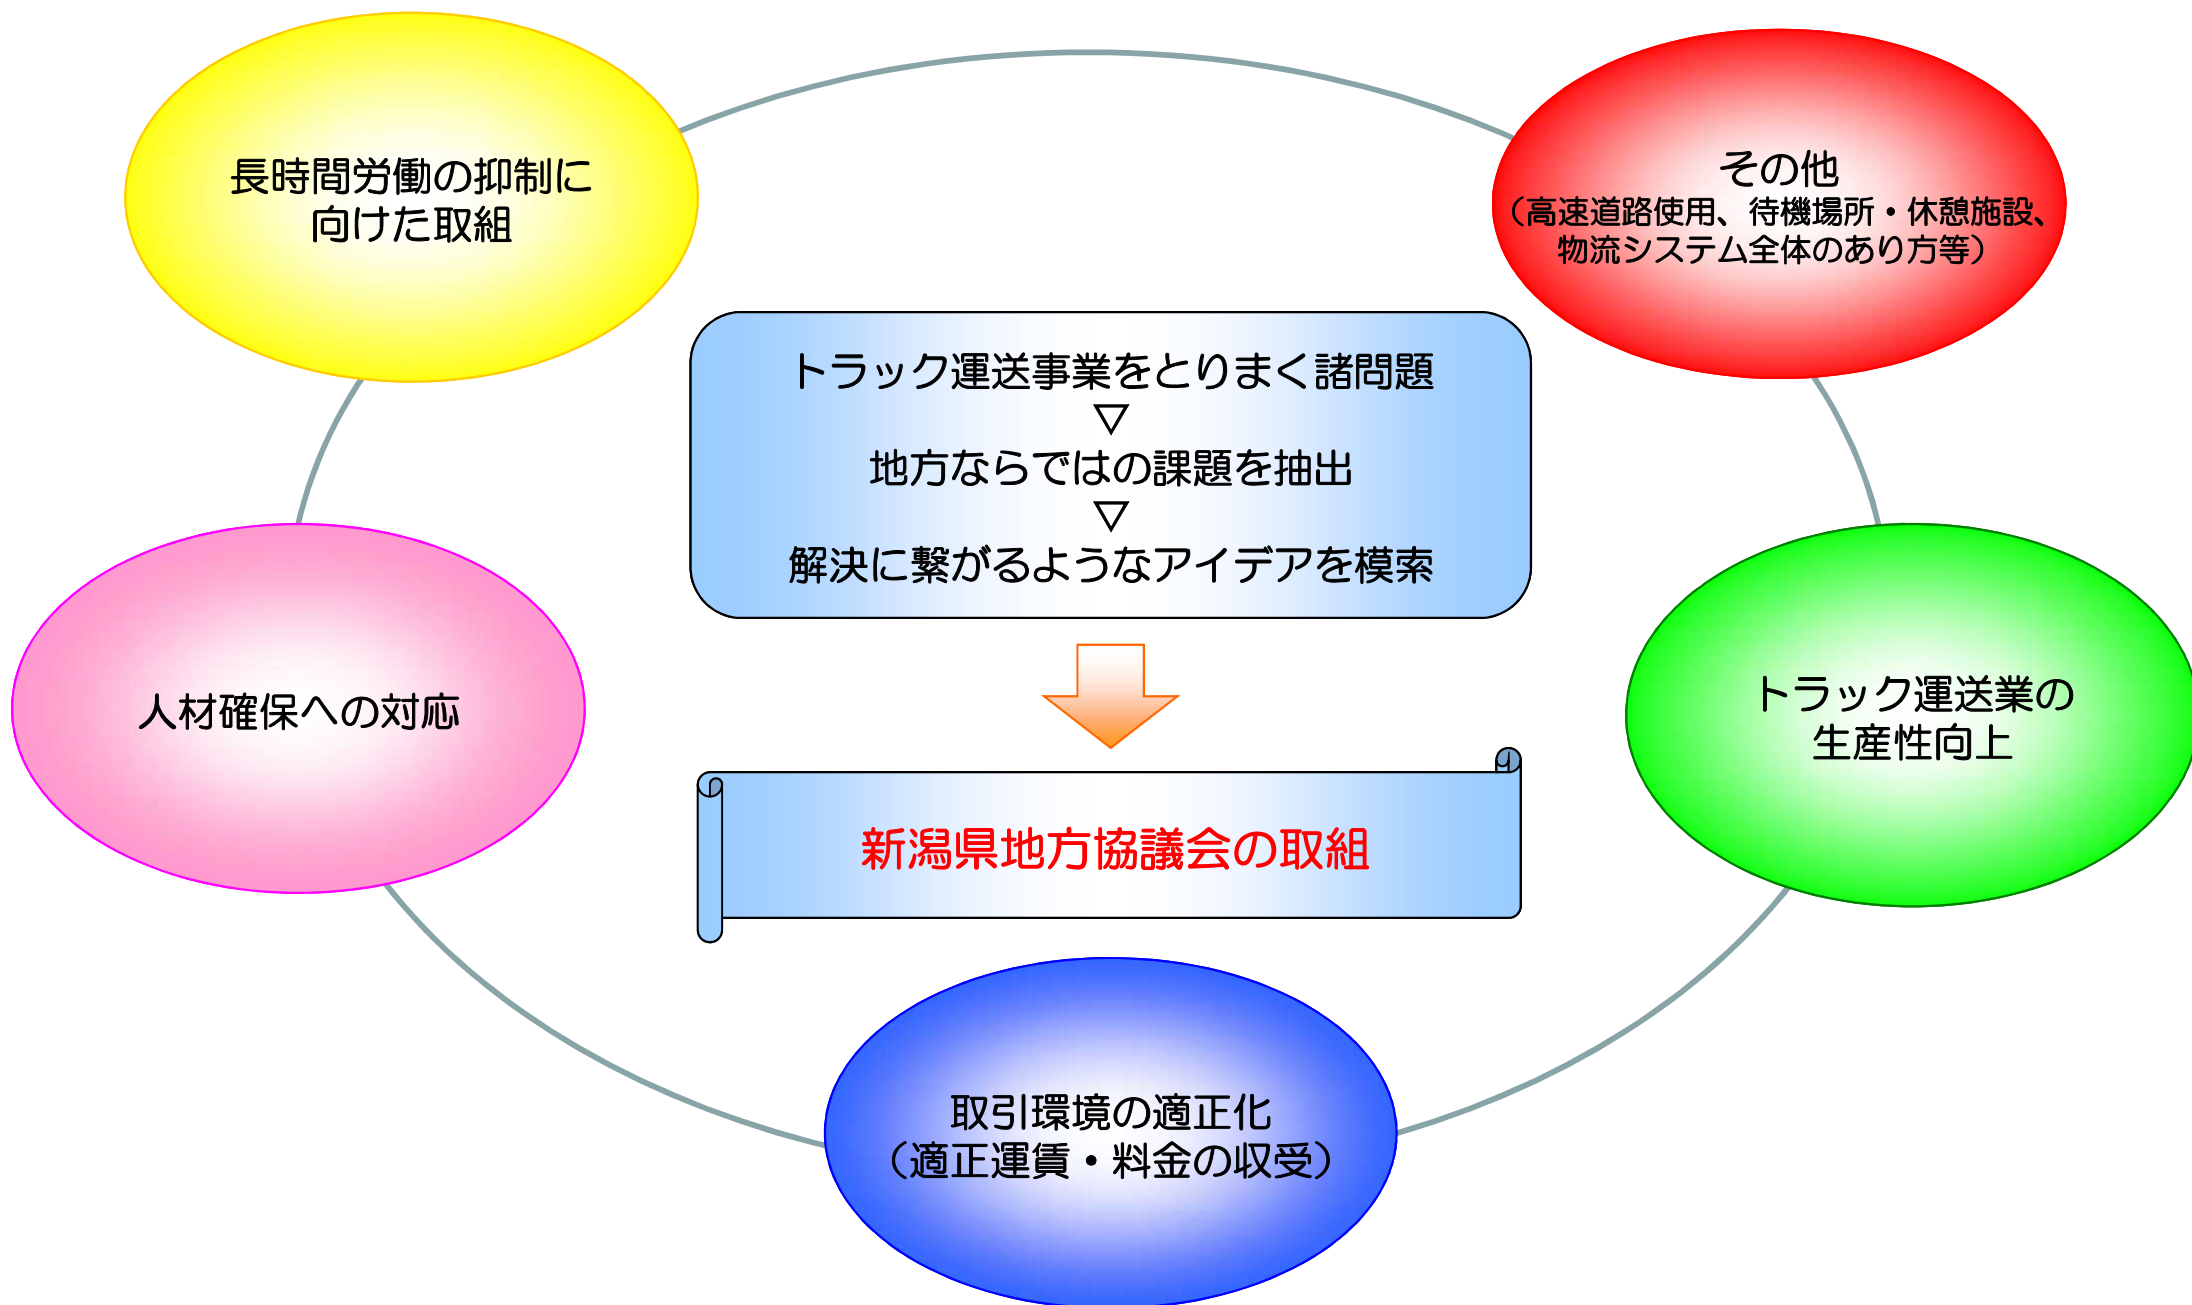 長時間労働の抑制に
向けた取組
その他
（高速道路使用、待機場所・休憩施設、
物流システム全体のあり方等）
トラック運送事業をとりまく諸問題
▽
地方ならではの課題を抽出
▽
解決に繋がるようなアイデアを模索
人材確保への対応
トラック運送業の
生産性向上
新潟県地方協議会の取組
取引環境の適正化
（適正運賃・料金の収受）